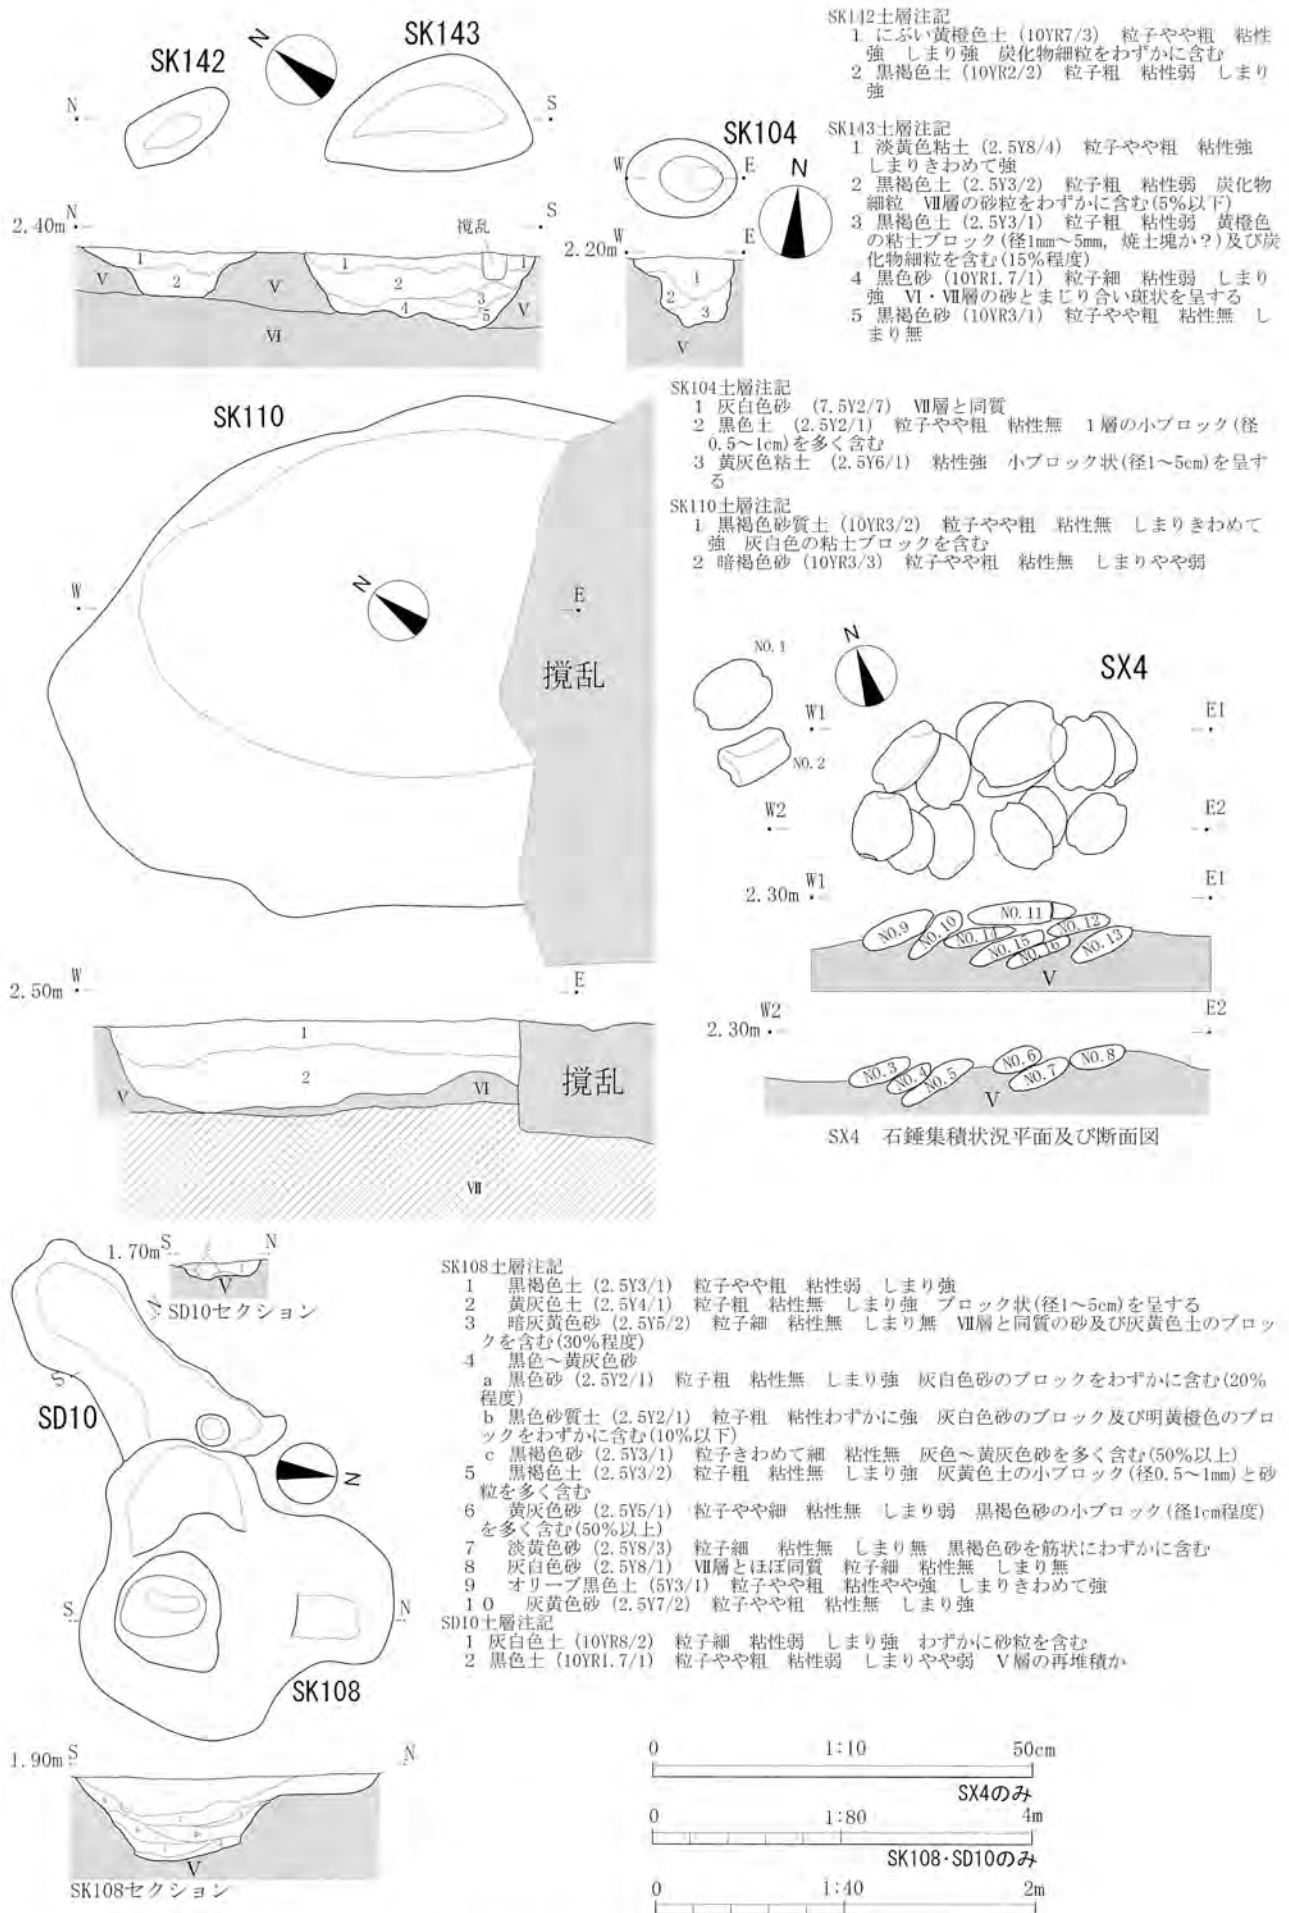 SK142
SK143
N
N
S
2.40m
N
S
撹乱
1
2
V
V
1
2
3
4
5
1
V
VI
SK104
W
E
N
2.20m
W
E
1
2
3
V
SK142土層注記
1 にぶい黄橙色土 (10YR7/3) 粒子やや粗 粘性
強 しまり強 炭化物細粒をわずかに含む
2 黒褐色土 (10YR2/2) 粒子粗 粘性弱 しまり
強
SK143土層注記
1 淡黄色粘土 (2.5Y8/4) 粒子やや粗 粘性強
しまりきわめて強
2 黒褐色土 (2.5Y3/2) 粒子粗 粘性弱 炭化物
細粒 Ⅶ層の砂粒をわずかに含む(5%以下)
3 黒褐色土 (2.5Y3/1) 粒子粗 粘性弱 黄橙色
の粘土ブロック(径1mm～5mm, 焼土塊か？)及び炭
化物細粒を含む(15%程度)
4 黒色砂 (10YR1.7/1) 粒子細 粘性弱 しまり
強 Ⅵ・Ⅶ層の砂とまじり合い斑状を呈する
5 黒褐色砂 (10YR3/1) 粒子やや粗 粘性無 し
まり無
SK104土層注記
1 灰白色砂 (7.5Y2/7) Ⅶ層と同質
2 黒色土 (2.5Y2/1) 粒子やや粗 粘性無 1層の小ブロック(径
0.5～1cm)を多く含む
3 黄灰色粘土 (2.5Y6/1) 粘性強 小ブロック状(径1～5cm)を呈す
る
SK110土層注記
1 黒褐色砂質土 (10YR3/2) 粒子やや粗 粘性無 しまりきわめて
強 灰白色の粘土ブロックを含む
2 暗褐色砂 (10YR3/3) 粒子やや粗 粘性無 しまりやや弱
SK110
N
W
E
撹乱
2.50m
W
E
1
2
V
VI
撹乱
Ⅶ
NO.1
NO.2
N
SX4
W1
E1
W2
E2
2.30m
W1
E1
NO.9
NO.10
NO.11
NO.12
NO.13
NO.14
NO.15
NO.16
V
2.30m
W2
E2
NO.3
NO.4
NO.5
NO.6
NO.7
NO.8
V
SX4 石錘集積状況平面及び断面図
1.70m
S
N
V
SD10セクション
N
S
SD10
N
S
N
SK108
1.90m
S
N
V
SK108セクション
SK108土層注記
1 黒褐色土 (2.5Y3/1) 粒子やや粗 粘性弱 しまり強
2 黄灰色土 (2.5Y4/1) 粒子粗 粘性無 しまり強 ブロック状(径1～5cm)を呈する
3 暗灰黄色砂 (2.5Y5/2) 粒子細 粘性無 しまり無 Ⅶ層と同質の砂及び灰黄色土のブロッ
クを含む(30%程度)
4 黒色～黄灰色砂
a 黒色砂 (2.5Y2/1) 粒子粗 粘性無 しまり強 灰白色砂のブロックをわずかに含む(20%
程度)
b 黒色砂質土 (2.5Y2/1) 粒子粗 粘性わずかに強 灰白色砂のブロック及び明黄橙色のブロ
ックをわずかに含む(10%以下)
c 黒褐色砂 (2.5Y3/1) 粒子きわめて細 粘性無 灰色～黄灰色砂を多く含む(50%以上)
5 黒褐色土 (2.5Y3/2) 粒子粗 粘性無 しまり強 灰黄色土の小ブロック(径0.5～1mm)と砂
粒を多く含む
6 黄灰色砂 (2.5Y5/1) 粒子やや細 粘性無 しまり弱 黒褐色砂の小ブロック(径1cm程度)
を多く含む(50%以上)
7 淡黄色砂 (2.5Y8/3) 粒子細 粘性無 しまり無 黒褐色砂を筋状にわずかに含む
8 灰白色砂 (2.5Y8/1) Ⅶ層とほぼ同質 粒子細 粘性無 しまり無
9 オリーブ黒色土 (5Y3/1) 粒子やや粗 粘性やや強 しまりきわめて強
10 灰黄色砂 (2.5Y7/2) 粒子やや粗 粘性無 しまり強
SD10土層注記
1 灰白色土 (10YR8/2) 粒子細 粘性弱 しまり強 わずかに砂粒を含む
2 黒色土 (10YR1.7/1) 粒子やや粗 粘性弱 しまりやや弱 V層の再堆積か
0 1:10 50cm
SX4のみ
0 1:80 4m
SK108・SD10のみ
0 1:40 2m